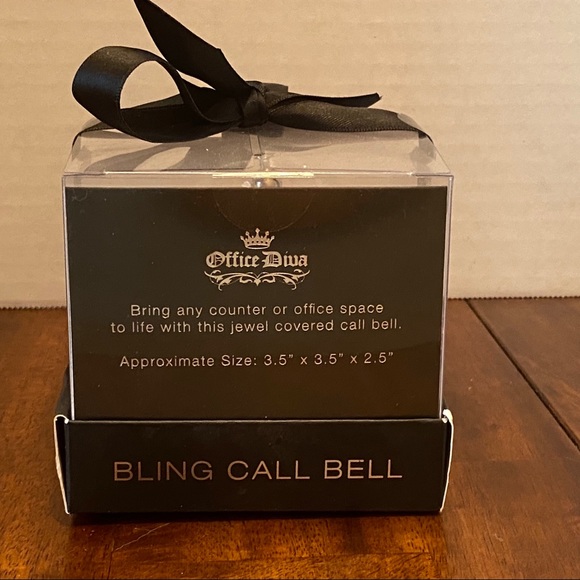 Office Diva
Bring any counter or office space
to life with this jewel covered call bell.
Approximate Size: 3.5" x 3.5" x 2.5"
BLING CALL BELL